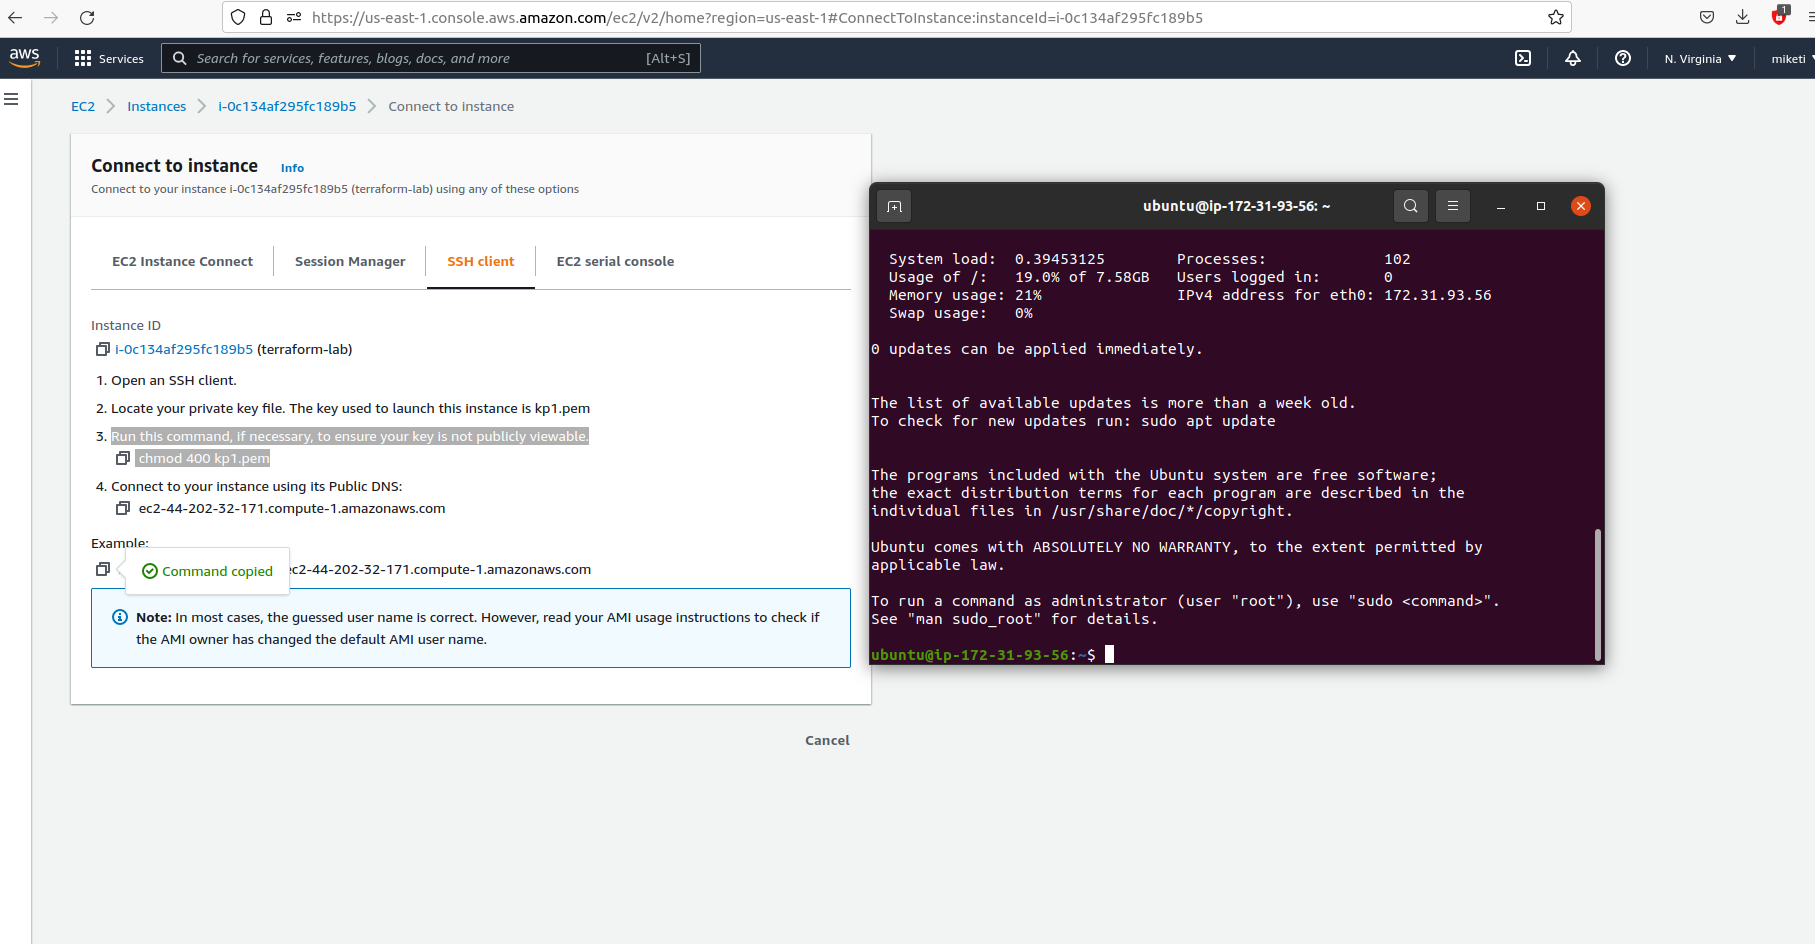 https://us-east-1.console.aws.amazon.com/ec2/v2/home?region=us-east-1#ConnectToInstance:instanceId=i-0c134af295fc189b5
1
aws
Services
Search for services, features, blogs, docs, and more
[Alt+S]
N. Virginia
miketi
EC2 Instances i-0c134af295fc189b5 Connect to instance
Connect to instance Info
Connect to your instance i-0c134af295fc189b5 (terraform-lab) using any of these options
EC2 Instance Connect
Session Manager
SSH client
EC2 serial console
Instance ID
i-0c134af295fc189b5 (terraform-lab)
1. Open an SSH client.
2. Locate your private key file. The key used to launch this instance is kp1.pem
3. Run this command, if necessary, to ensure your key is not publicly viewable.
chmod 400 kp1.pem
4. Connect to your instance using its Public DNS:
ec2-44-202-32-171.compute-1.amazonaws.com
Example:
Command copied
ec2-44-202-32-171.compute-1.amazonaws.com
Note: In most cases, the guessed user name is correct. However, read your AMI usage instructions to check if
the AMI owner has changed the default AMI user name.
Cancel
ubuntu@ip-172-31-93-56: ~
System load: 0.39453125 Processes: 102
Usage of /: 19.0% of 7.58GB Users logged in: 0
Memory usage: 21% IPv4 address for eth0: 172.31.93.56
Swap usage: 0%
0 updates can be applied immediately.
The list of available updates is more than a week old.
To check for new updates run: sudo apt update
The programs included with the Ubuntu system are free software;
the exact distribution terms for each program are described in the
individual files in /usr/share/doc/*/copyright.
Ubuntu comes with ABSOLUTELY NO WARRANTY, to the extent permitted by
applicable law.
To run a command as administrator (user "root"), use "sudo <command>".
See "man sudo_root" for details.
ubuntu@ip-172-31-93-56:~$